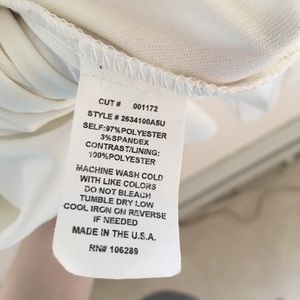 CUT # 001172
STYLE # 2634100A5U
SELF:97%POLYESTER
3%SPANDEX
CONTRAST/LINING:
100%POLYESTER
MACHINE WASH COLD
WITH LIKE COLORS
DO NOT BLEACH
TUMBLE DRY LOW
COOL IRON ON REVERSE
IF NEEDED
MADE IN THE U.S.A.
RN# 106289